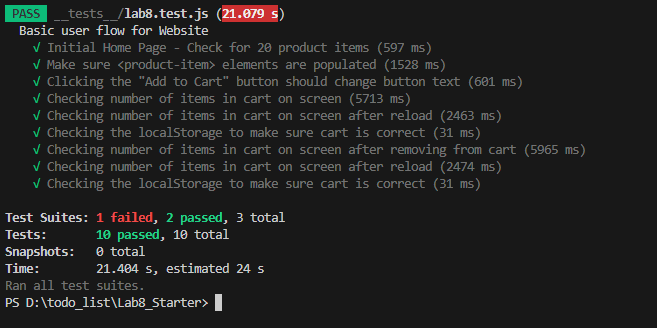 PASS __tests__/lab8.test.js (21.079 s)
Basic user flow for Website
√ Initial Home Page - Check for 20 product items (597 ms)
√ Make sure <product-item> elements are populated (1528 ms)
√ Clicking the "Add to Cart" button should change button text (601 ms)
√ Checking number of items in cart on screen (5713 ms)
√ Checking number of items in cart on screen after reload (2463 ms)
√ Checking the localStorage to make sure cart is correct (31 ms)
√ Checking number of items in cart on screen after removing from cart (5965 ms)
√ Checking number of items in cart on screen after reload (2474 ms)
√ Checking the localStorage to make sure cart is correct (31 ms)
Test Suites: 1 failed, 2 passed, 3 total
Tests: 10 passed, 10 total
Snapshots: 0 total
Time: 21.404 s, estimated 24 s
Ran all test suites.
PS D:\todo_list\Lab8_Starter>